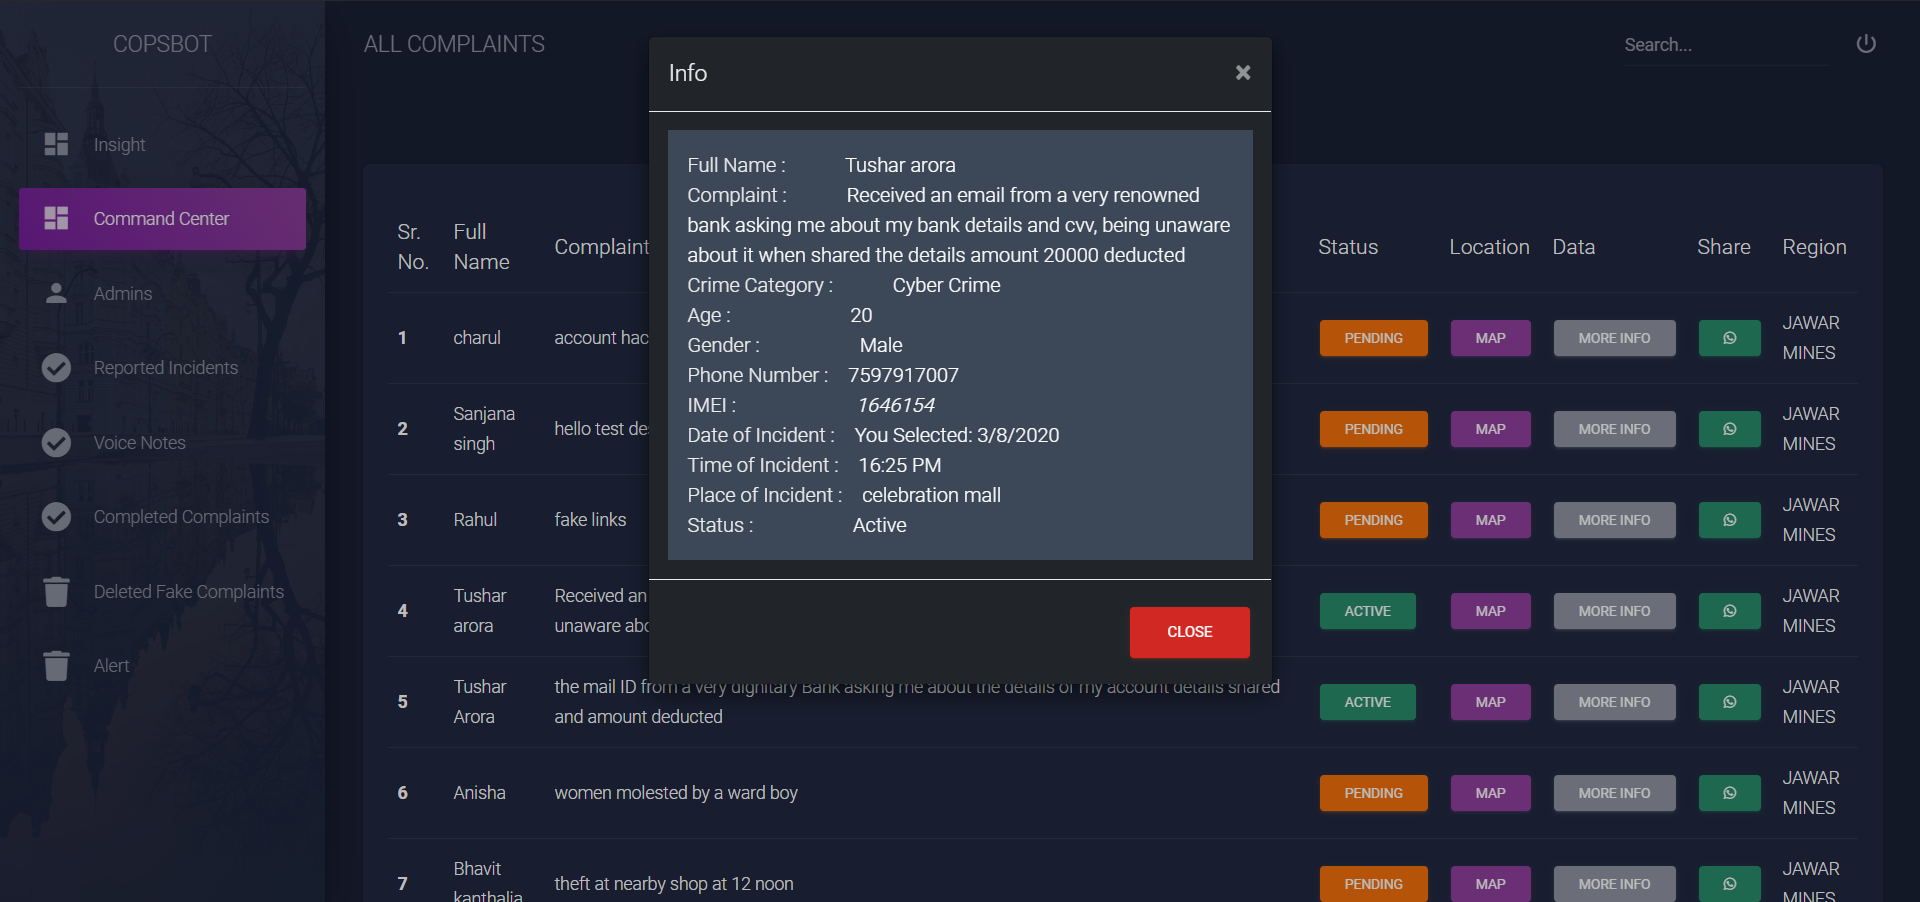 COPSBOT
Insight
Command Center
Admins
Reported Incidents
Voice Notes
Completed Complaints
Deleted Fake Complaints
Alert
ALL COMPLAINTS
Search...
Info
×
Full Name : Tushar arora
Complaint : Received an email from a very renowned
bank asking me about my bank details and cvv, being unaware
about it when shared the details amount 20000 deducted
Crime Category : Cyber Crime
Age : 20
Gender : Male
Phone Number : 7597917007
IMEI : 1646154
Date of Incident : You Selected: 3/8/2020
Time of Incident : 16:25 PM
Place of Incident : celebration mall
Status : Active
CLOSE
Sr.
No.
Full
Name
Complaint
Status
Location
Data
Share
Region
1
charul
account
PENDING
MAP
MORE INFO
JAWAR
MINES
2
Sanjana
singh
hello test
PENDING
MAP
MORE INFO
JAWAR
MINES
3
Rahul
fake links
PENDING
MAP
MORE INFO
JAWAR
MINES
4
Tushar
arora
Received an
unaware
ACTIVE
MAP
MORE INFO
JAWAR
MINES
5
Tushar
Arora
the mail ID from a very dignitary Bank asking me about the details of my account details shared
and amount deducted
ACTIVE
MAP
MORE INFO
JAWAR
MINES
6
Anisha
women molested by a ward boy
PENDING
MAP
MORE INFO
JAWAR
MINES
7
Bhavit
kanthalia
theft at nearby shop at 12 noon
PENDING
MAP
MORE INFO
JAWAR
MINES